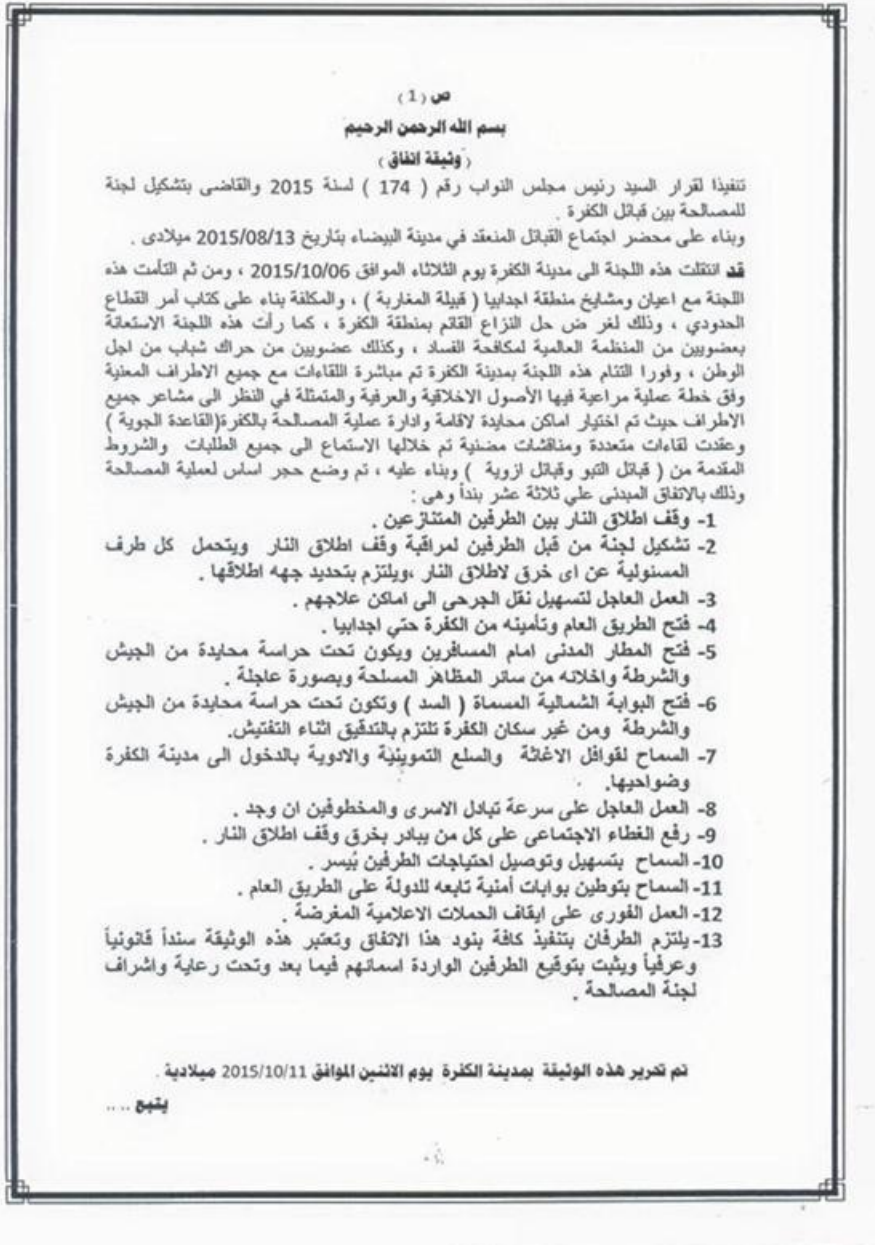 ص ( 1 )
بسم الله الرحمن الرحيم
( وثيقة اتفاق )
تنفيذا لقرار السيد رئيس مجلس النواب رقم ( 174 ) لسنة 2015 والقاضى بتشكيل لجنة
للمصالحة بين قبائل الكفرة .
وبناء على محضر اجتماع القبائل المنعقد في مدينة البيضاء بتاريخ 2015/08/13 ميلادى .
قد انتقلت هذه اللجنة الى مدينة الكفرة يوم الثلاثاء الموافق 2015/10/06 ، ومن ثم التأمت هذه
اللجنة مع اعيان ومشايخ منطقة اجدابيا ( قبيلة المغاربة ) ، والمكلفة بناء على كتاب أمر القطاع
الحدودي ، وذلك لغر ض حل النزاع القائم بمنطقة الكفرة ، كما رأت هذه اللجنة الاستعانة
بعضويين من المنظمة العالمية لمكافحة الفساد ، وكذلك عضويين من حراك شباب من اجل
الوطن ، وفورا التئام هذه اللجنة بمدينة الكفرة تم مباشرة اللقاءات مع جميع الاطراف المعنية
وفق خطة عملية مراعية فيها الأصول الاخلاقية والعرفية والمتمثلة في النظر الى مشاعر جميع
الاطراف حيث تم اختيار اماكن محايدة لاقامة وادارة عملية المصالحة بالكفرة(القاعدة الجوية )
وعقدت لقاءات متعددة ومناقشات مضنية تم خلالها الاستماع الى جميع الطلبات والشروط
المقدمة من ( قبائل التبو وقبائل ازوية ) وبناء عليه ، تم وضع حجر اساس لعملية المصالحة
وذلك بالاتفاق المبدئى علي ثلاثة عشر بنداً وهى :
1- وقف اطلاق النار بين الطرفين المتنازعين .
2- تشكيل لجنة من قبل الطرفين لمراقبة وقف اطلاق النار ويتحمل كل طرف
المسئولية عن اى خرق لاطلاق النار ،ويلتزم بتحديد جهه اطلاقها .
3- العمل العاجل لتسهيل نقل الجرحى الى اماكن علاجهم .
4- فتح الطريق العام وتأمينه من الكفرة حتي اجدابيا .
5- فتح المطار المدنى امام المسافرين ويكون تحت حراسة محايدة من الجيش
والشرطة واخلائه من سائر المظاهر المسلحة وبصورة عاجلة .
6- فتح البوابة الشمالية المسماة ( السد ) وتكون تحت حراسة محايدة من الجيش
والشرطة ومن غير سكان الكفرة تلتزم بالتدقيق اثناء التفتيش.
7- السماح لقوافل الاغاثة والسلع التموينية والادوية بالدخول الى مدينة الكفرة
وضواحيها.
8- العمل العاجل على سرعة تبادل الاسرى والمخطوفين ان وجد .
9- رفع الغطاء الاجتماعى على كل من يبادر بخرق وقف اطلاق النار .
10- السماح بتسهيل وتوصيل احتياجات الطرفين بُيسر .
11- السماح بتوطين بوابات أمنية تابعه للدولة على الطريق العام .
12- العمل الفورى على ايقاف الحملات الاعلامية المغرضة .
13- يلتزم الطرفان بتنفيذ كافة بنود هذا الاتفاق وتعتبر هذه الوثيقة سنداً قانونياً
وعرفياً ويثبت بتوقيع الطرفين الواردة اسمائهم فيما بعد وتحت رعاية واشراف
لجنة المصالحة .
تم تحرير هذه الوثيقة بمدينة الكفرة يوم الاثنين الموافق 2015/10/11 ميلادية .
يتبع .. ..